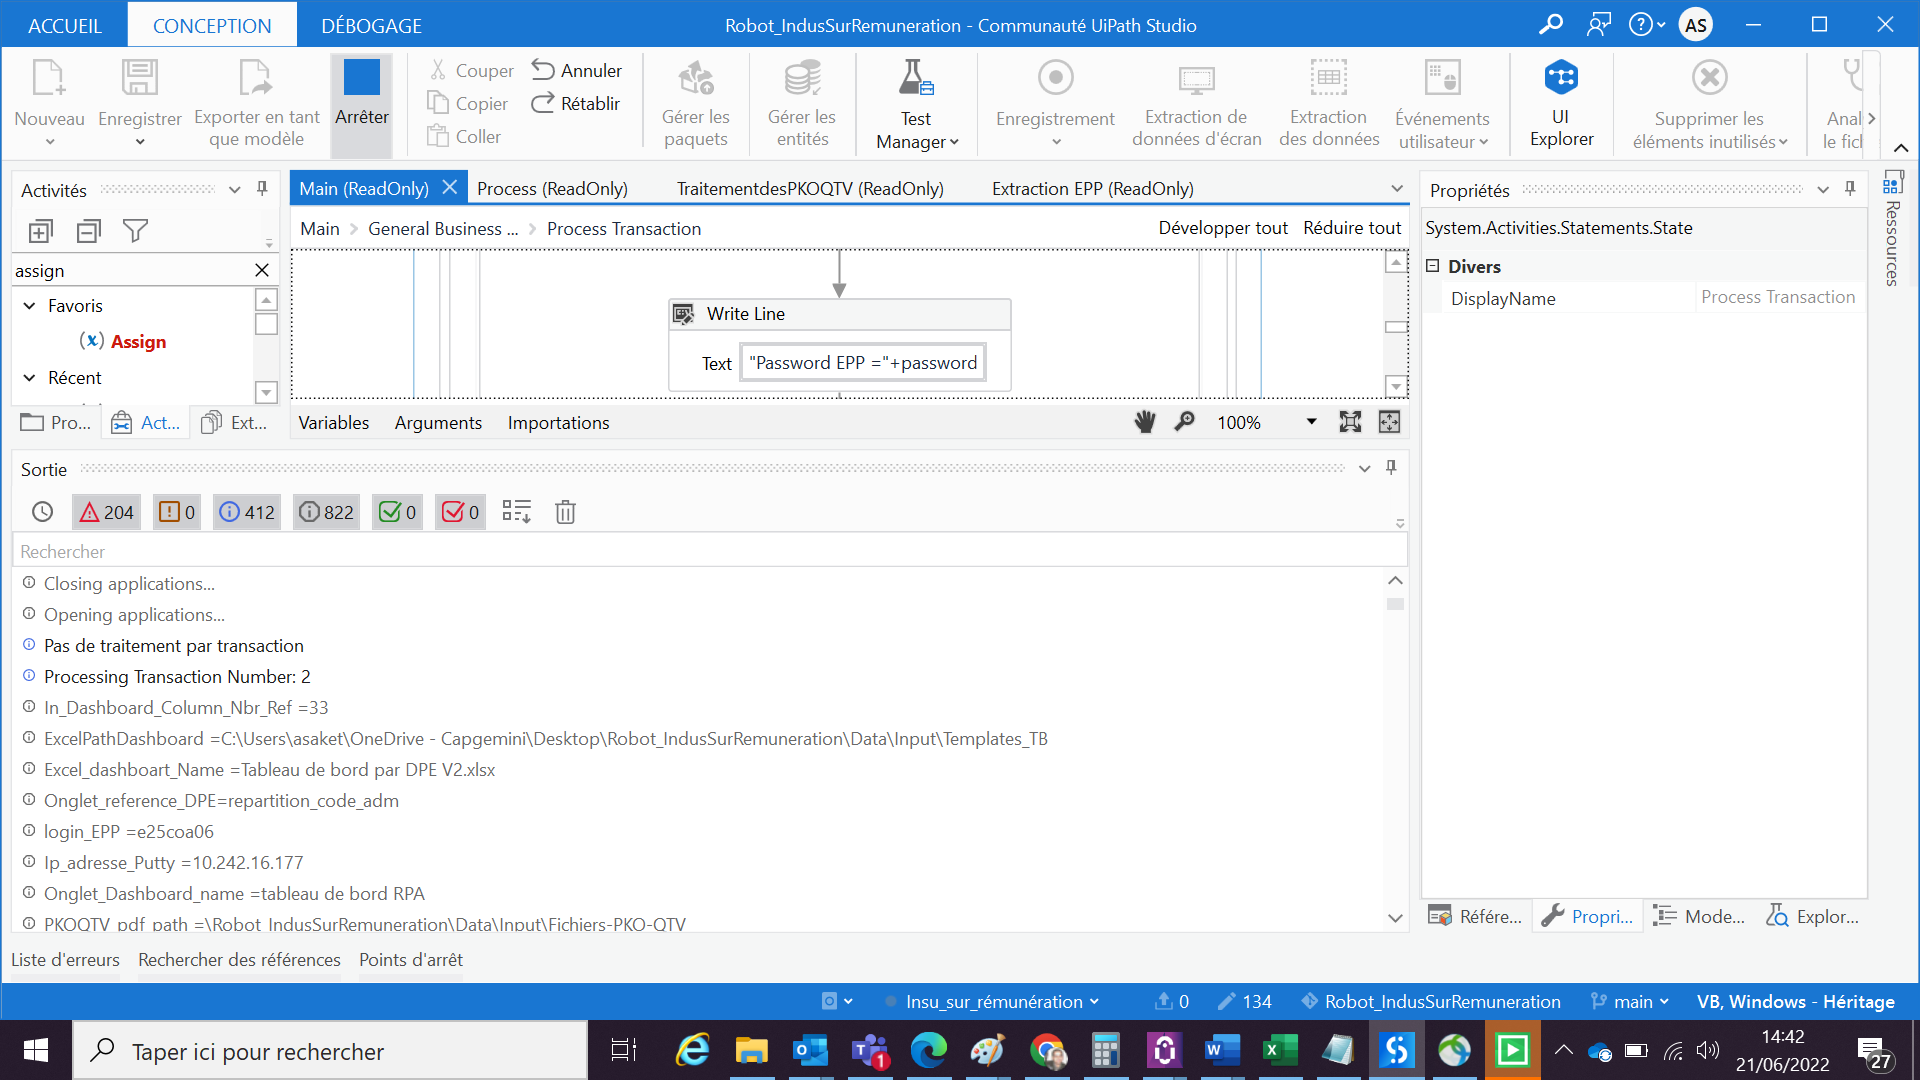 ACCUEIL CONCEPTION DÉBOGAGE Robot_IndusSurRemuneration - Communauté UiPath Studio AS
Nouveau Enregistrer Exporter en tant que modèle Arrêter
Couper
Copier
Coller
Annuler
Rétablir
Gérer les paquets
Gérer les entités
Test Manager
Enregistrement
Extraction de données d'écran
Extraction des données
Événements utilisateur
UI Explorer
Supprimer les éléments inutilisés
Anal
le fich
Activités
assign
Favoris
(x) Assign
Récent
Pro... Act... Ext...
Main (ReadOnly) Process (ReadOnly) TraitementdesPKOQTV (ReadOnly) Extraction EPP (ReadOnly)
Main > General Business ... > Process Transaction Développer tout Réduire tout
Write Line
Text "Password EPP ="+password
Variables Arguments Importations 100%
Propriétés
System.Activities.Statements.State
Divers
DisplayName Process Transaction
Ressources
Sortie
204 0 412 822 0 0
Rechercher
Closing applications...
Opening applications...
Pas de traitement par transaction
Processing Transaction Number: 2
In_Dashboard_Column_Nbr_Ref =33
ExcelPathDashboard =C:\Users\asaket\OneDrive - Capgemini\Desktop\Robot_IndusSurRemuneration\Data\Input\Templates_TB
Excel_dashboart_Name =Tableau de bord par DPE V2.xlsx
Onglet_reference_DPE=repartition_code_adm
login_EPP =e25coa06
Ip_adresse_Putty =10.242.16.177
Onglet_Dashboard_name =tableau de bord RPA
PKOQTV_pdf_path =\Robot_IndusSurRemuneration\Data\Input\Fichiers-PKO-QTV
Référe... Propri... Mode... Explor...
Liste d'erreurs Rechercher des références Points d'arrêt
Insu_sur_rémunération 0 134 Robot_IndusSurRemuneration main VB, Windows - Héritage
Taper ici pour rechercher
1
14:42
21/06/2022
27